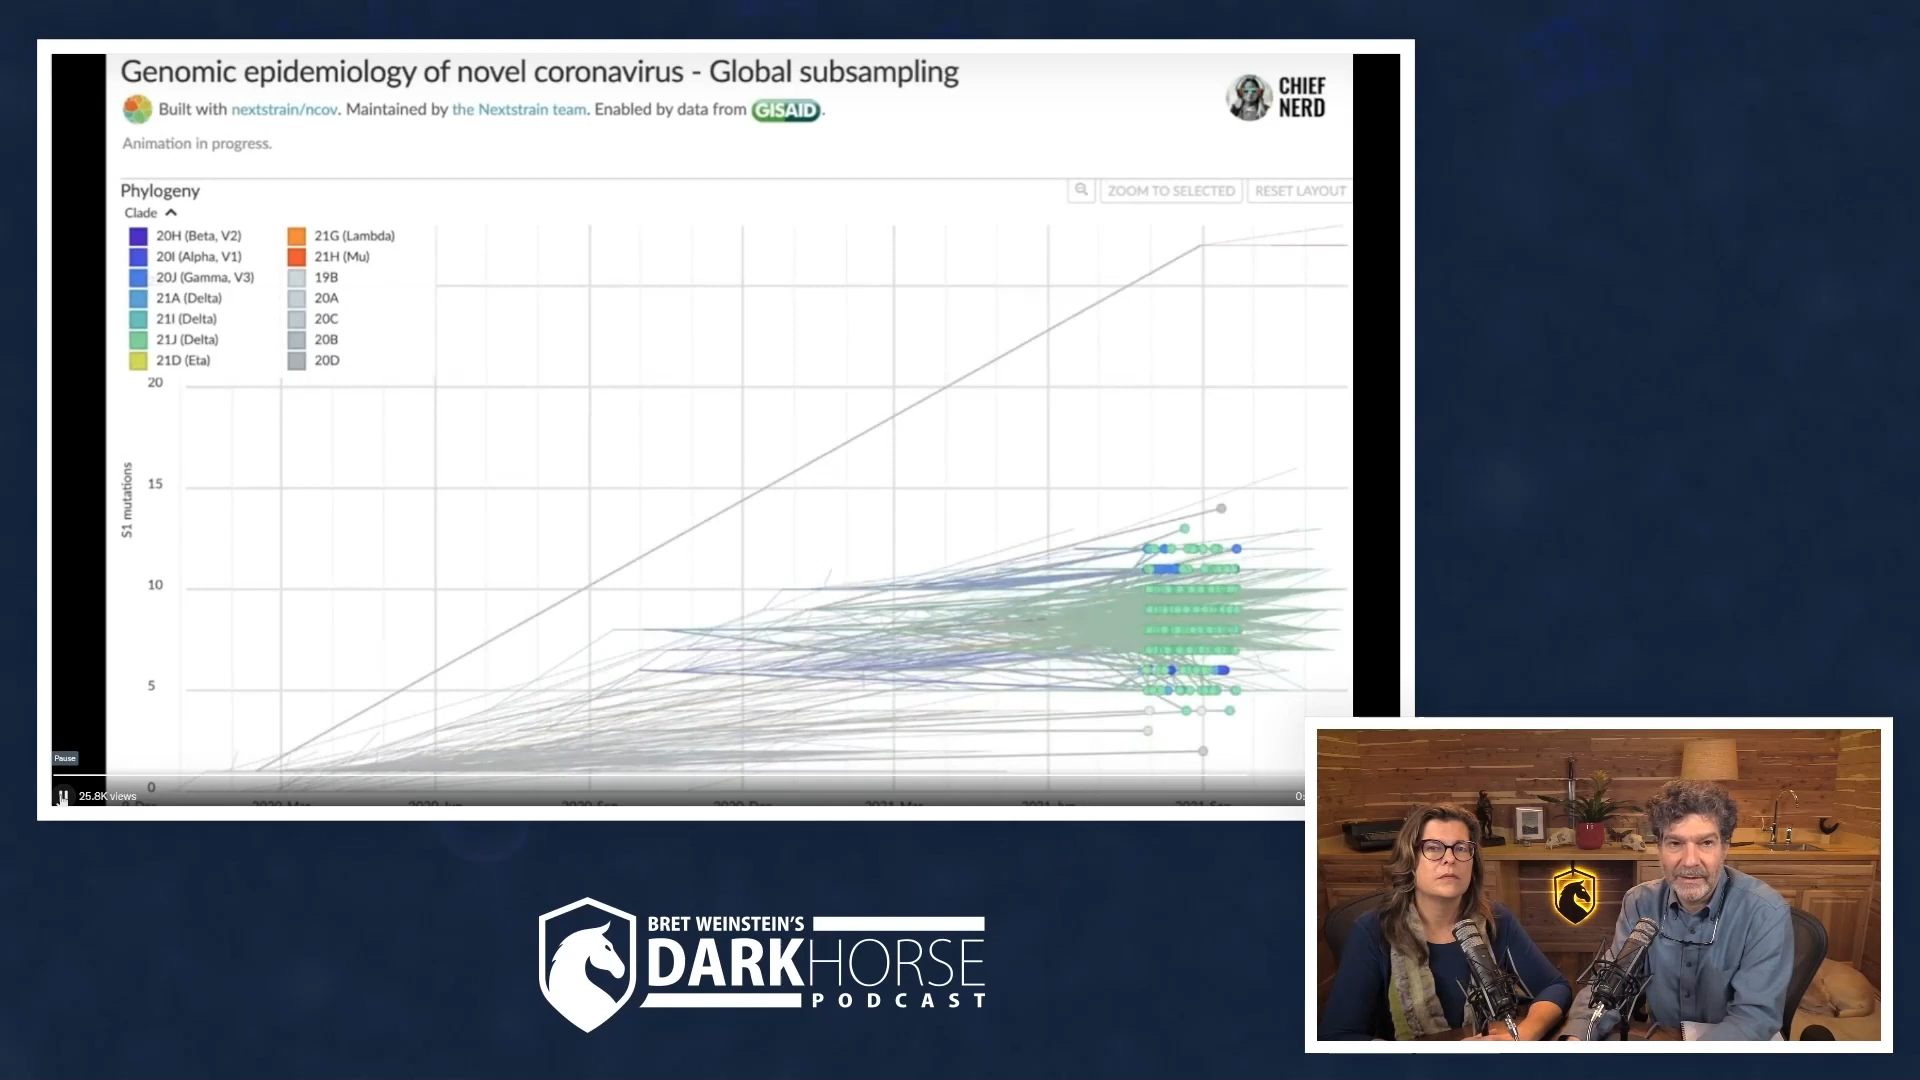 Genomic epidemiology of novel coronavirus - Global subsampling
Built with nextstrain/ncov. Maintained by the Nextstrain team. Enabled by data from GISAID.
CHIEF
NERD
Animation in progress.
Phylogeny
ZOOM TO SELECTED
RESET LAYOUT
Clade
20H (Beta, V2)
20I (Alpha, V1)
20J (Gamma, V3)
21A (Delta)
21I (Delta)
21J (Delta)
21D (Eta)
21G (Lambda)
21H (Mu)
19B
20A
20C
20B
20D
20
15
10
5
0
S1 mutations
Pause
25.8K views
0:
BRET WEINSTEIN'S
DARKHORSE
PODCAST